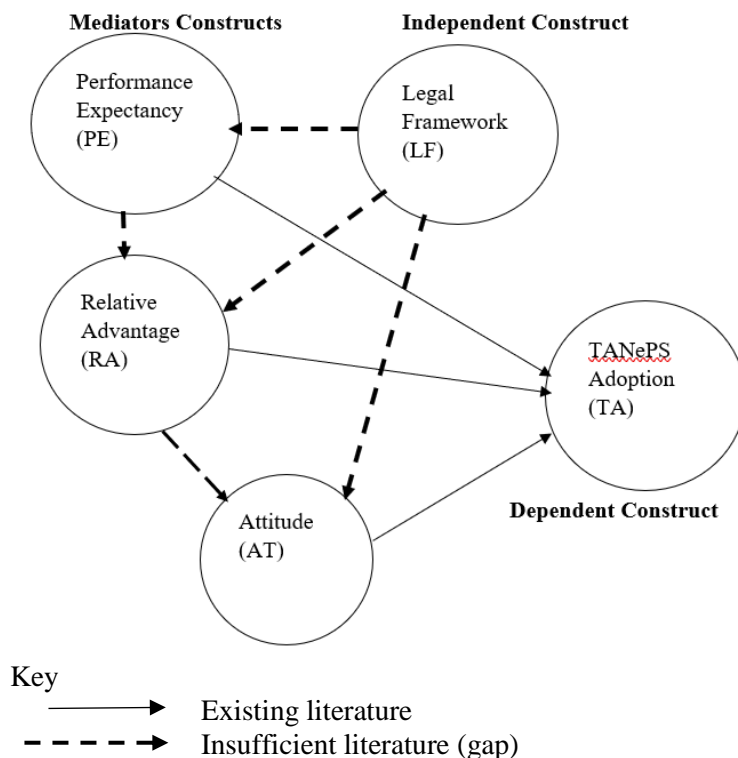 Mediators Constructs
Independent Construct
Performance
Expectancy
(PE)
Legal
Framework
(LF)
Relative
Advantage
(RA)
TANePS
Adoption
(TA)
Attitude
(AT)
Dependent Construct
Key
Existing literature
Insufficient literature (gap)